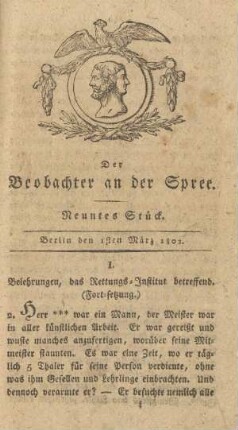 Der
Beobachter an der Spree.
Neuntes Stück.
Berlin den 1sten März 1802.
I.
Belehrungen, das Rettungs-Institut betreffend.
(Fortsetzung.)
2. Herr *** war ein Mann, der Meister war
in aller künstlichen Arbeit. Er war gereißt und
wuste manches anzufertigen, worüber seine Mit-
meister staunten. Es war eine Zeit, wo er täg-
lich 5 Thaler für seine Person verdiente, ohne
was ihm Gesellen und Lehrlinge einbrachten. Und
dennoch verarmte er? — Er besuchte nemlich alle